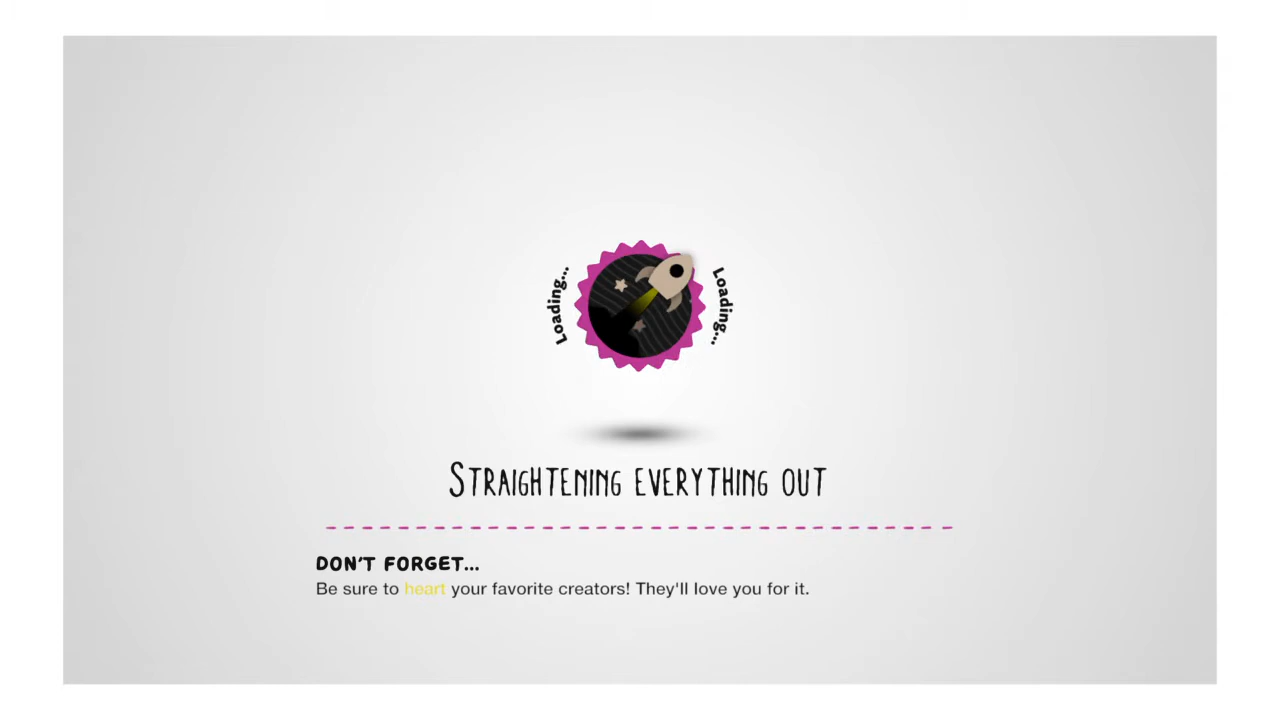 Loading...
Loading...
STRAIGHTENING EVERYTHING OUT
DON'T FORGET...
Be sure to heart your favorite creators! They'll love you for it.